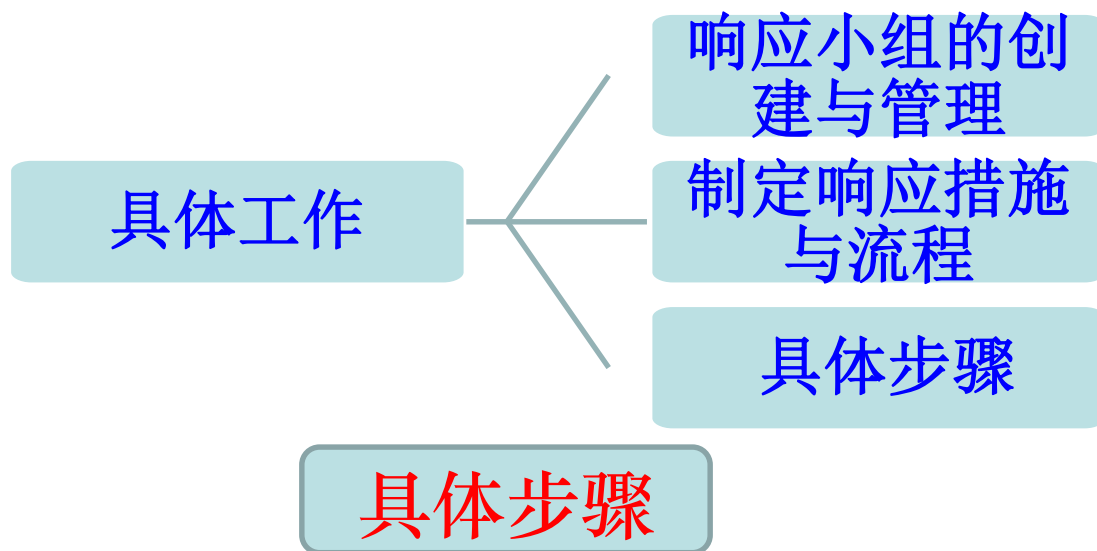 响应小组的创
建与管理
具体工作
制定响应措施
与流程
具体步骤
具体步骤